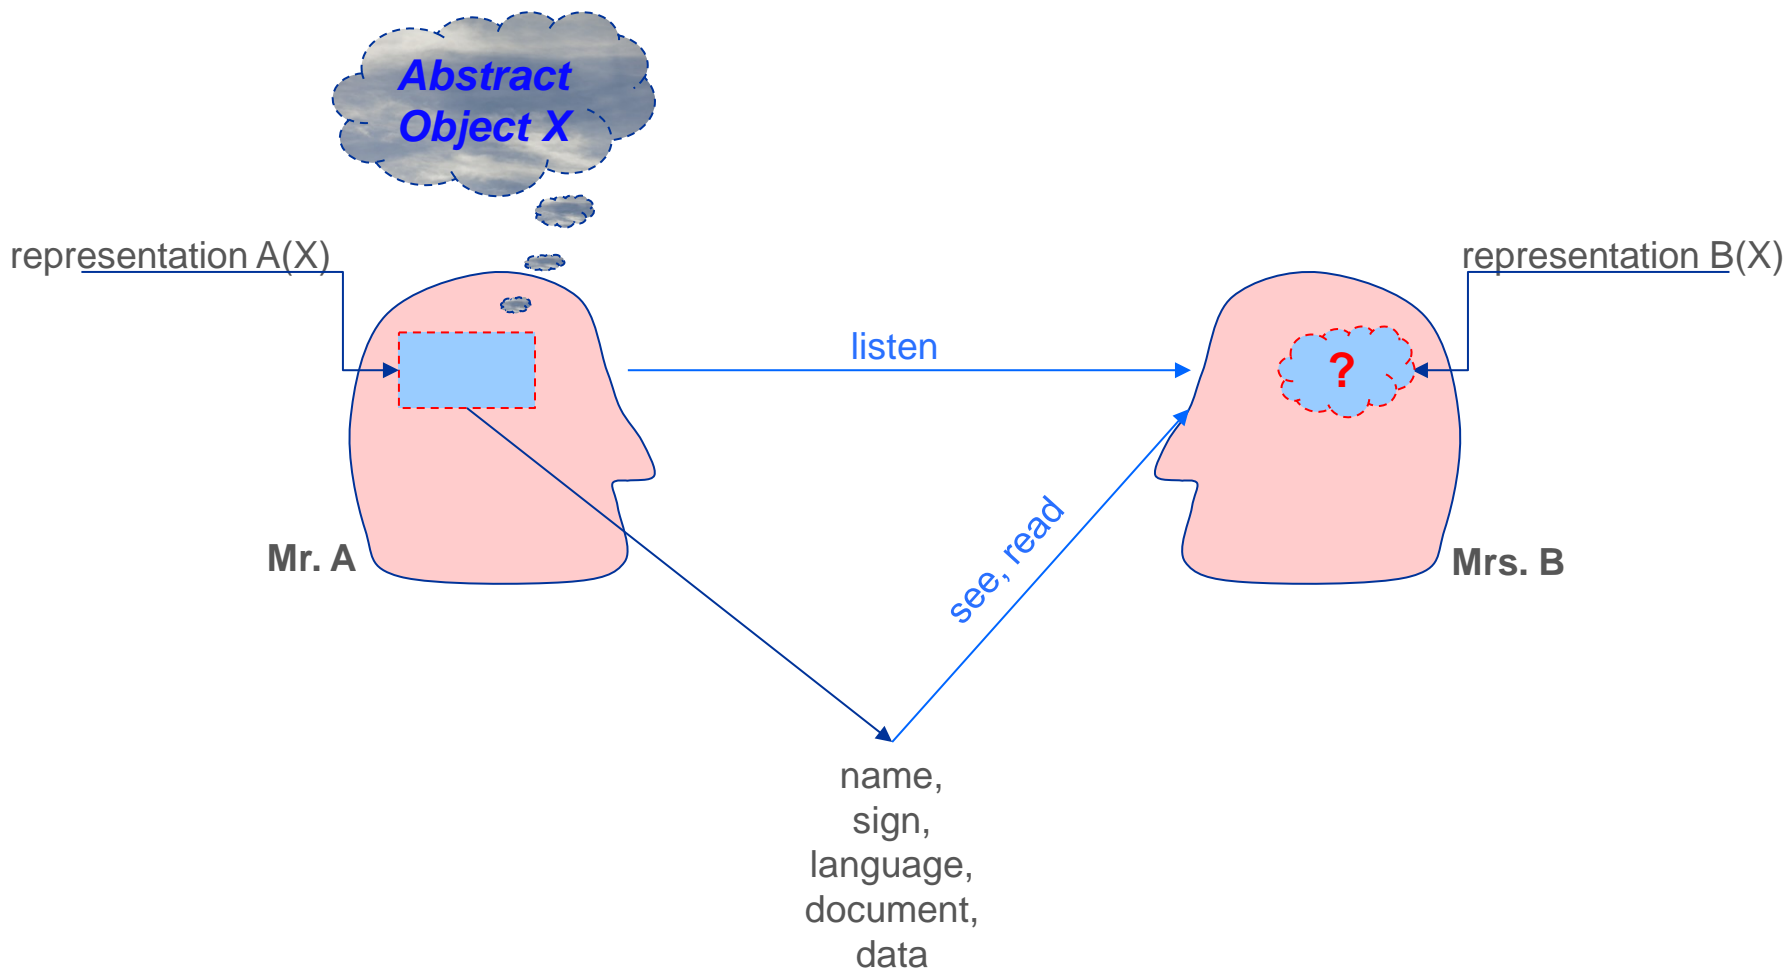 Abstract
Object X
representation A(X)
representation B(X)
listen
?
see, read
Mr. A
Mrs. B
name,
sign,
language,
document,
data